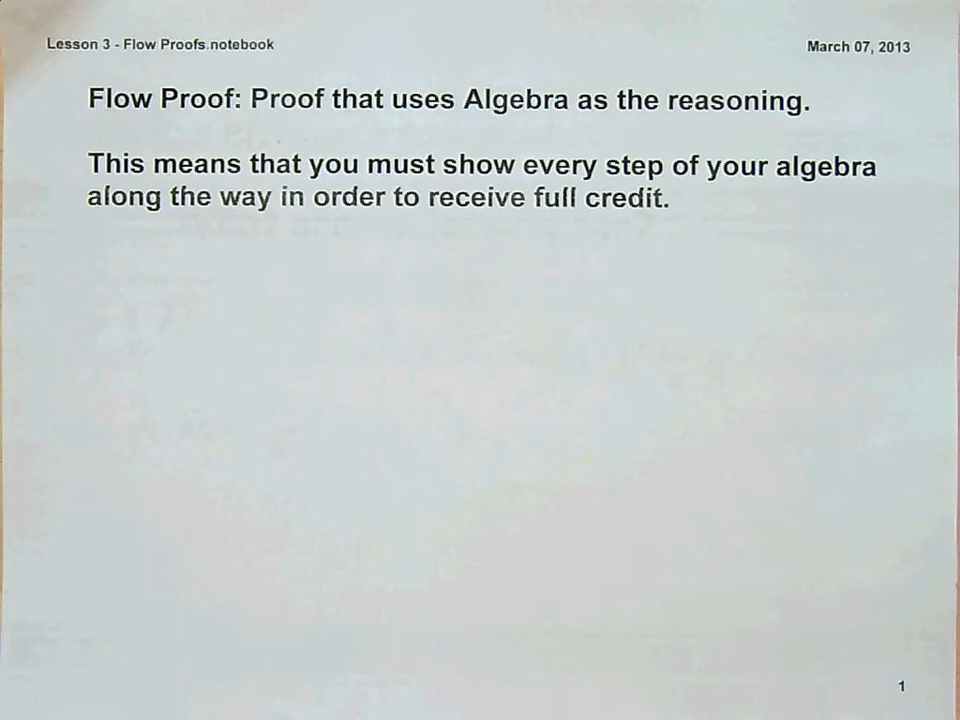 Lesson 3 - Flow Proofs.notebook March 07, 2013
Flow Proof: Proof that uses Algebra as the reasoning.
This means that you must show every step of your algebra
along the way in order to receive full credit.
1